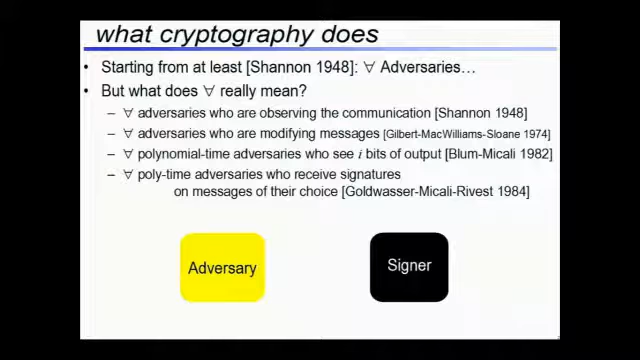 what cryptography does
• Starting from at least [Shannon 1948]: ∀ Adversaries…
• But what does ∀ really mean?
– ∀ adversaries who are observing the communication [Shannon 1948]
– ∀ adversaries who are modifying messages [Gilbert-MacWilliams-Sloane 1974]
– ∀ polynomial-time adversaries who see i bits of output [Blum-Micali 1982]
– ∀ poly-time adversaries who receive signatures
on messages of their choice [Goldwasser-Micali-Rivest 1984]
Adversary
Signer